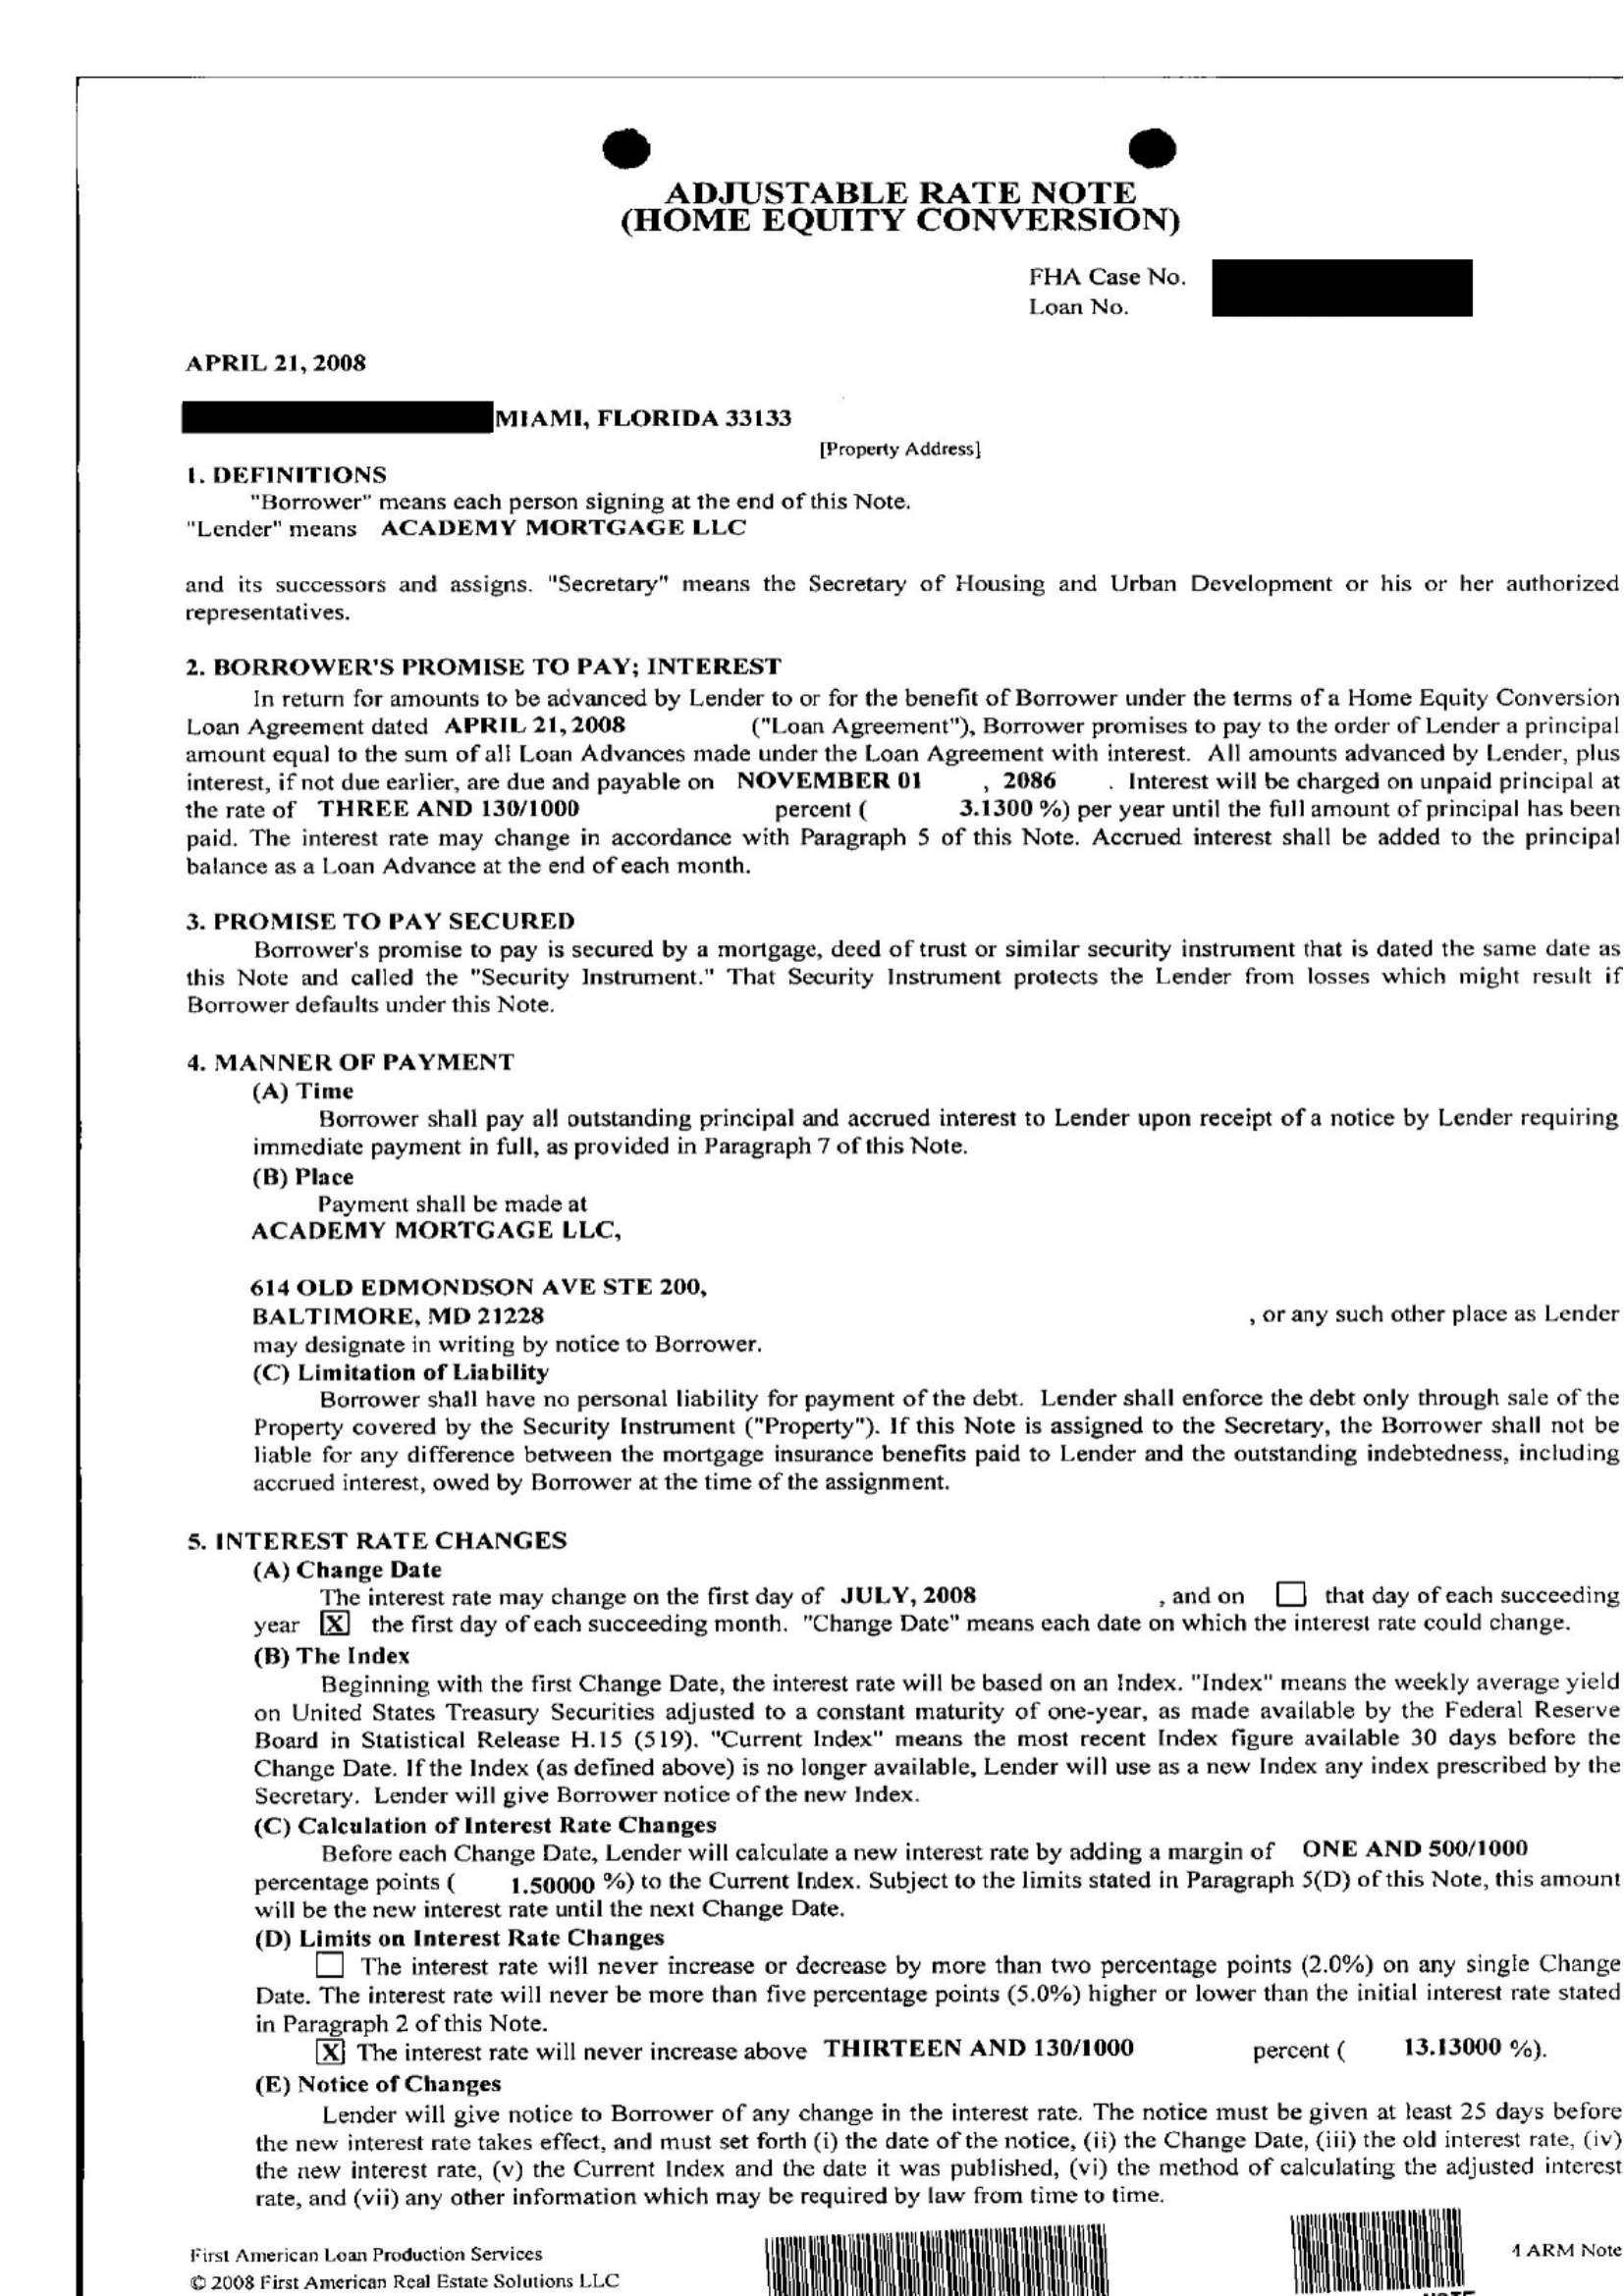 ADJUSTABLE RATE NOTE
(HOME EQUITY CONVERSION)
FHA Case No.
Loan No.
APRIL 21, 2008
MIAMI, FLORIDA 33133
[Property Address]
1. DEFINITIONS
"Borrower" means each person signing at the end of this Note.
"Lender" means ACADEMY MORTGAGE LLC
and its successors and assigns. "Secretary" means the Secretary of Housing and Urban Development or his or her authorized
representatives.
2. BORROWER'S PROMISE TO PAY; INTEREST
In return for amounts to be advanced by Lender to or for the benefit of Borrower under the terms of a Home Equity Conversion
Loan Agreement dated APRIL 21, 2008 ("Loan Agreement"), Borrower promises to pay to the order of Lender a principal
amount equal to the sum of all Loan Advances made under the Loan Agreement with interest. All amounts advanced by Lender, plus
interest, if not due earlier, are due and payable on NOVEMBER 01 , 2086 . Interest will be charged on unpaid principal at
the rate of THREE AND 130/1000 percent ( 3.1300 %) per year until the full amount of principal has been
paid. The interest rate may change in accordance with Paragraph 5 of this Note. Accrued interest shall be added to the principal
balance as a Loan Advance at the end of each month.
3. PROMISE TO PAY SECURED
Borrower's promise to pay is secured by a mortgage, deed of trust or similar security instrument that is dated the same date as
this Note and called the "Security Instrument." That Security Instrument protects the Lender from losses which might result if
Borrower defaults under this Note.
4. MANNER OF PAYMENT
(A) Time
Borrower shall pay all outstanding principal and accrued interest to Lender upon receipt of a notice by Lender requiring
immediate payment in full, as provided in Paragraph 7 of this Note.
(B) Place
Payment shall be made at
ACADEMY MORTGAGE LLC,
614 OLD EDMONDSON AVE STE 200,
BALTIMORE, MD 21228 , or any such other place as Lender
may designate in writing by notice to Borrower.
(C) Limitation of Liability
Borrower shall have no personal liability for payment of the debt. Lender shall enforce the debt only through sale of the
Property covered by the Security Instrument ("Property"). If this Note is assigned to the Secretary, the Borrower shall not be
liable for any difference between the mortgage insurance benefits paid to Lender and the outstanding indebtedness, including
accrued interest, owed by Borrower at the time of the assignment.
5. INTEREST RATE CHANGES
(A) Change Date
The interest rate may change on the first day of JULY, 2008 , and on that day of each succeeding
year X the first day of each succeeding month. "Change Date" means each date on which the interest rate could change.
(B) The Index
Beginning with the first Change Date, the interest rate will be based on an Index. "Index" means the weekly average yield
on United States Treasury Securities adjusted to a constant maturity of one-year, as made available by the Federal Reserve
Board in Statistical Release H.15 (519). "Current Index" means the most recent Index figure available 30 days before the
Change Date. If the Index (as defined above) is no longer available, Lender will use as a new Index any index prescribed by the
Secretary. Lender will give Borrower notice of the new Index.
(C) Calculation of Interest Rate Changes
Before each Change Date, Lender will calculate a new interest rate by adding a margin of ONE AND 500/1000
percentage points ( 1.50000 %) to the Current Index. Subject to the limits stated in Paragraph 5(D) of this Note, this amount
will be the new interest rate until the next Change Date.
(D) Limits on Interest Rate Changes
The interest rate will never increase or decrease by more than two percentage points (2.0%) on any single Change
Date. The interest rate will never be more than five percentage points (5.0%) higher or lower than the initial interest rate stated
in Paragraph 2 of this Note.
X The interest rate will never increase above THIRTEEN AND 130/1000 percent ( 13.13000 %).
(E) Notice of Changes
Lender will give notice to Borrower of any change in the interest rate. The notice must be given at least 25 days before
the new interest rate takes effect, and must set forth (i) the date of the notice, (ii) the Change Date, (iii) the old interest rate, (iv)
the new interest rate, (v) the Current Index and the date it was published, (vi) the method of calculating the adjusted interest
rate, and (vii) any other information which may be required by law from time to time.
First American Loan Production Services
© 2008 First American Real Estate Solutions LLC
ARM Note